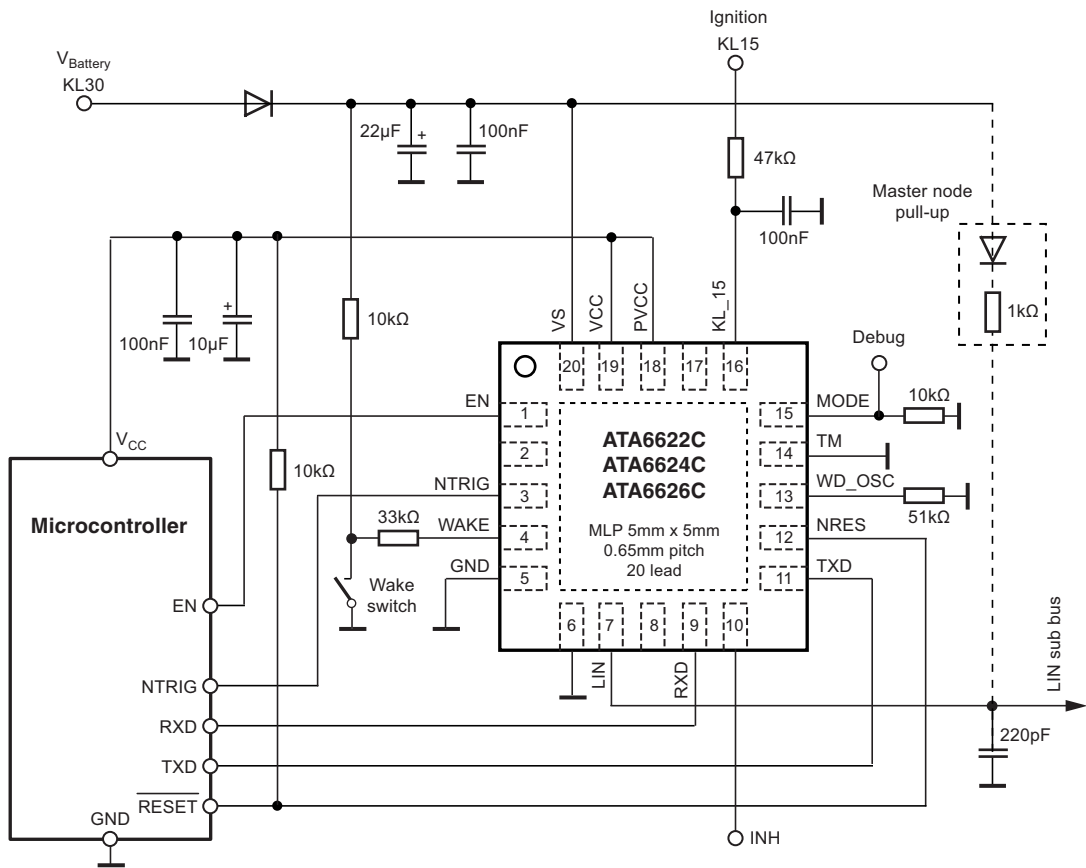 Ignition
KL15
V_Battery
KL30
22µF
+
100nF
47kΩ
100nF
Master node
pull-up
1kΩ
100nF
+
10µF
10kΩ
VS
VCC
PVCC
KL_15
Debug
20
19
18
17
16
EN
1
2
NTRIG
3
WAKE
4
GND
5
ATA6622C
ATA6624C
ATA6626C
MLP 5mm x 5mm
0.65mm pitch
20 lead
15
MODE
10kΩ
14
TM
13
WD_OSC
51kΩ
12
NRES
11
TXD
6
7
8
9
10
LIN
RXD
V_CC
10kΩ
33kΩ
Wake
switch
Microcontroller
EN
NTRIG
RXD
TXD
RESET
GND
LIN sub bus
220pF
INH